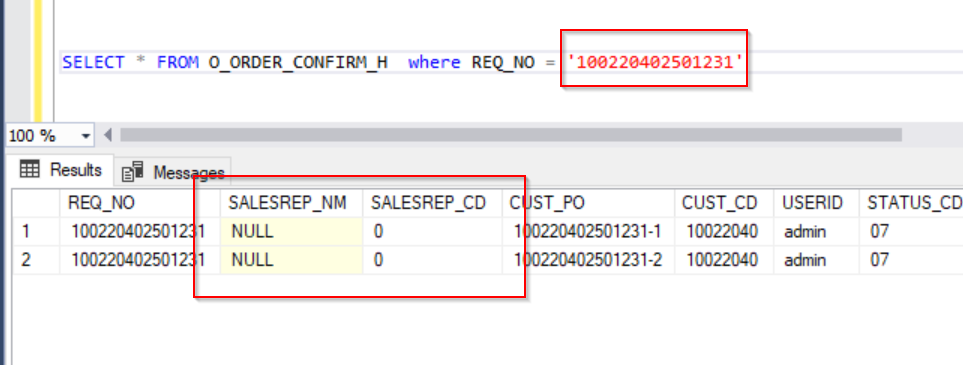 SELECT * FROM O_ORDER_CONFIRM_H where REQ_NO = '100220402501231'
100 %
Results Messages
REQ_NO SALESREP_NM SALESREP_CD CUST_PO CUST_CD USERID STATUS_CD
1 100220402501231 NULL 0 100220402501231-1 10022040 admin 07
2 100220402501231 NULL 0 100220402501231-2 10022040 admin 07